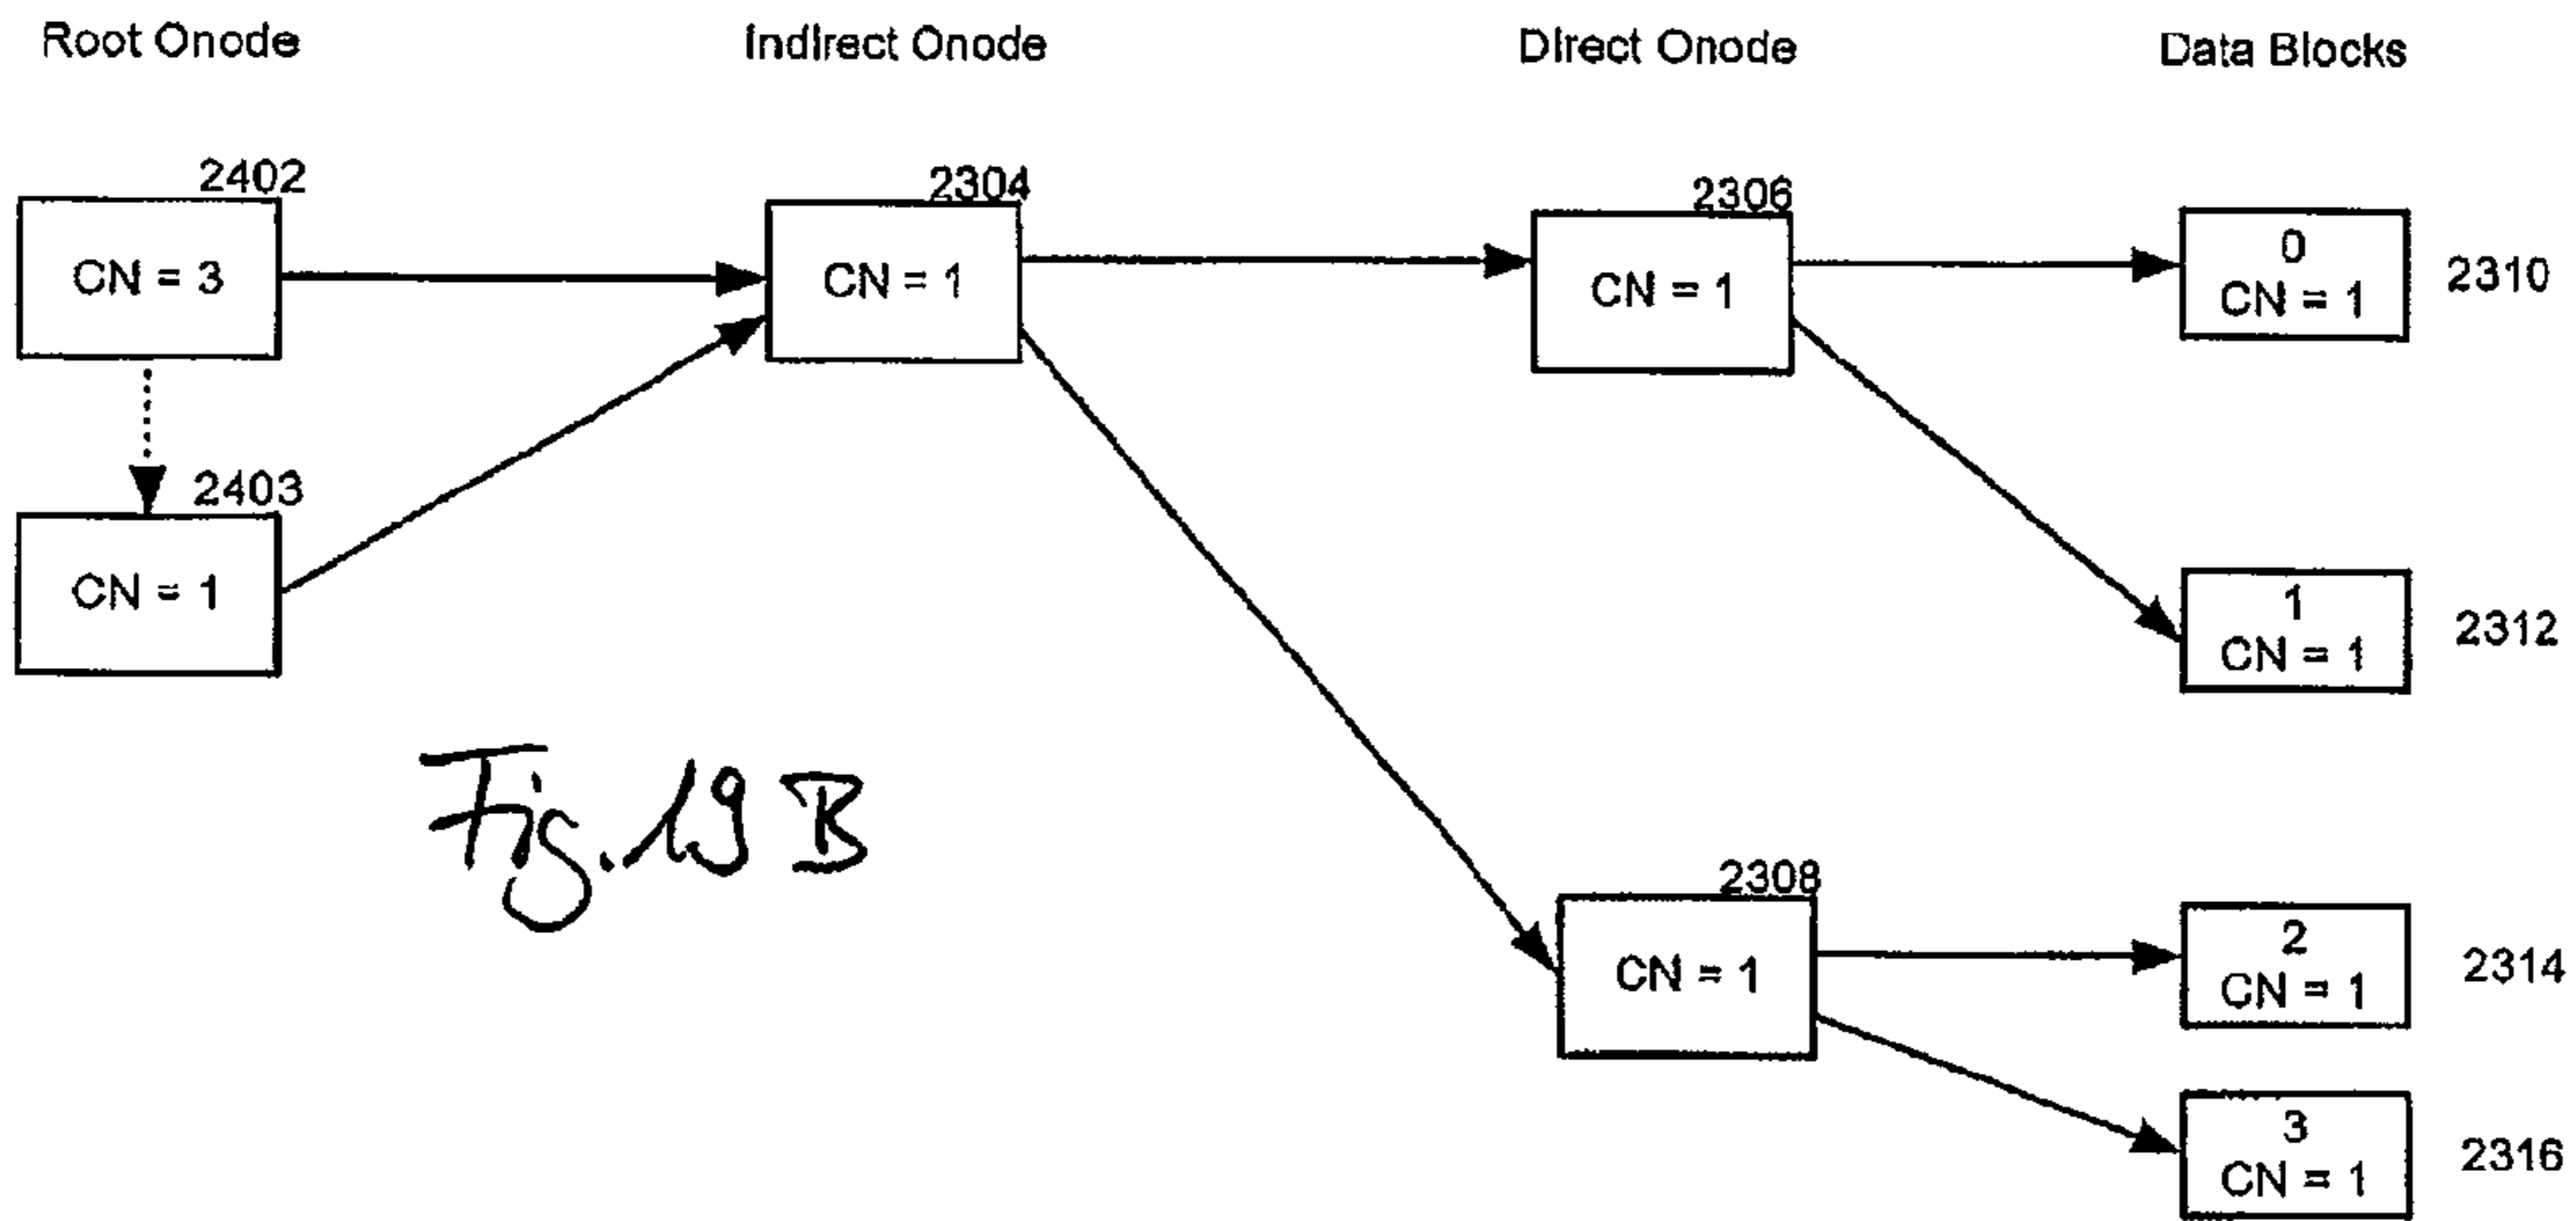 Root Onode
Indirect Onode
Direct Onode
Data Blocks
2402
CN = 3
2304
CN = 1
2306
CN = 1
0
CN = 1
2310
2403
CN = 1
1
CN = 1
2312
Fig. 19 B
2308
CN = 1
2
CN = 1
2314
3
CN = 1
2316